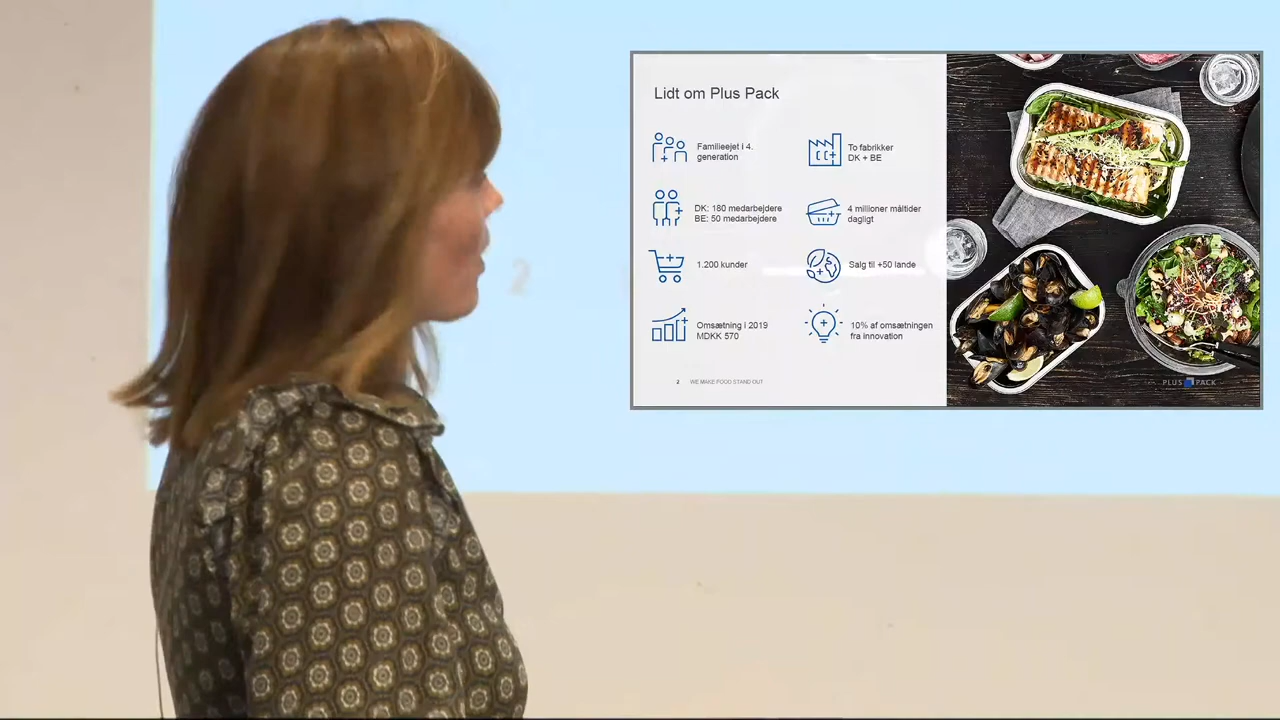 Lidt om Plus Pack
Familieejet i 4.
generation
To fabrikker
DK + BE
DK: 180 medarbejdere
BE: 50 medarbejdere
4 millioner måltider
dagligt
1.200 kunder
Salg til +50 lande
Omsætning i 2019
MDKK 570
10% af omsætningen
fra innovation
2 WE MAKE FOOD STAND OUT
PLUS PACK
2